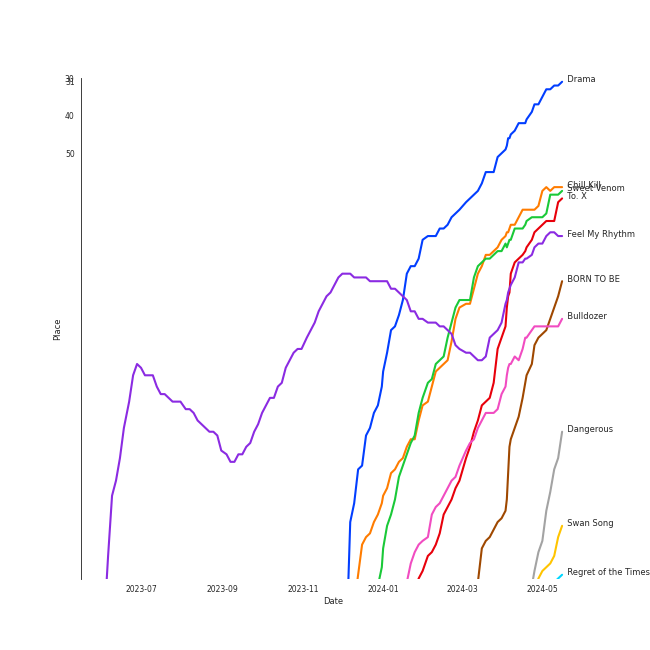 30
31
40
50
Place
Drama
Chill Kill
Sweet Venom
To. X
Feel My Rhythm
BORN TO BE
Bulldozer
Dangerous
Swan Song
Regret of the Times
2023-07
2023-09
2023-11
2024-01
2024-03
2024-05
Date